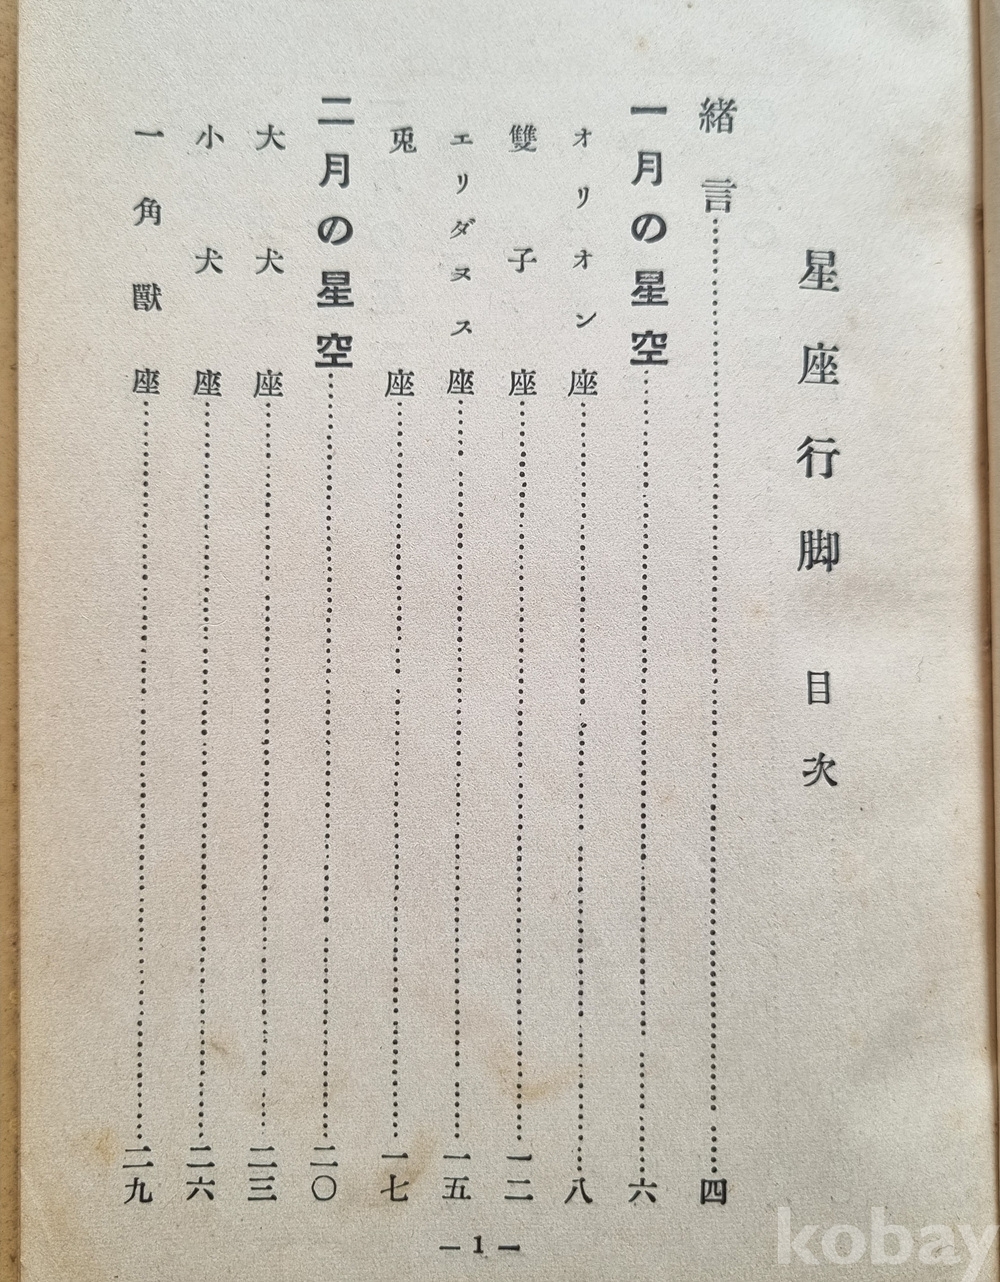 星座行脚 目次
緒言……四
一月の星空……六
オリオン座……八
雙子座……一二
エリダヌス座……一五
兎座……一七
二月の星空……二〇
大犬座……二三
小犬座……二六
一角獸座……二九
— 1 —
kobay